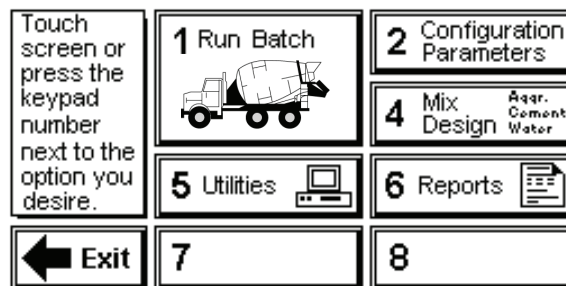 Touch
screen or
press the
keypad
number
next to the
option you
desire.
1 Run Batch
2 Configuration
Parameters
4 Mix
Design
Aggr.
Cement
Water
5 Utilities
6 Reports
Exit
7
8